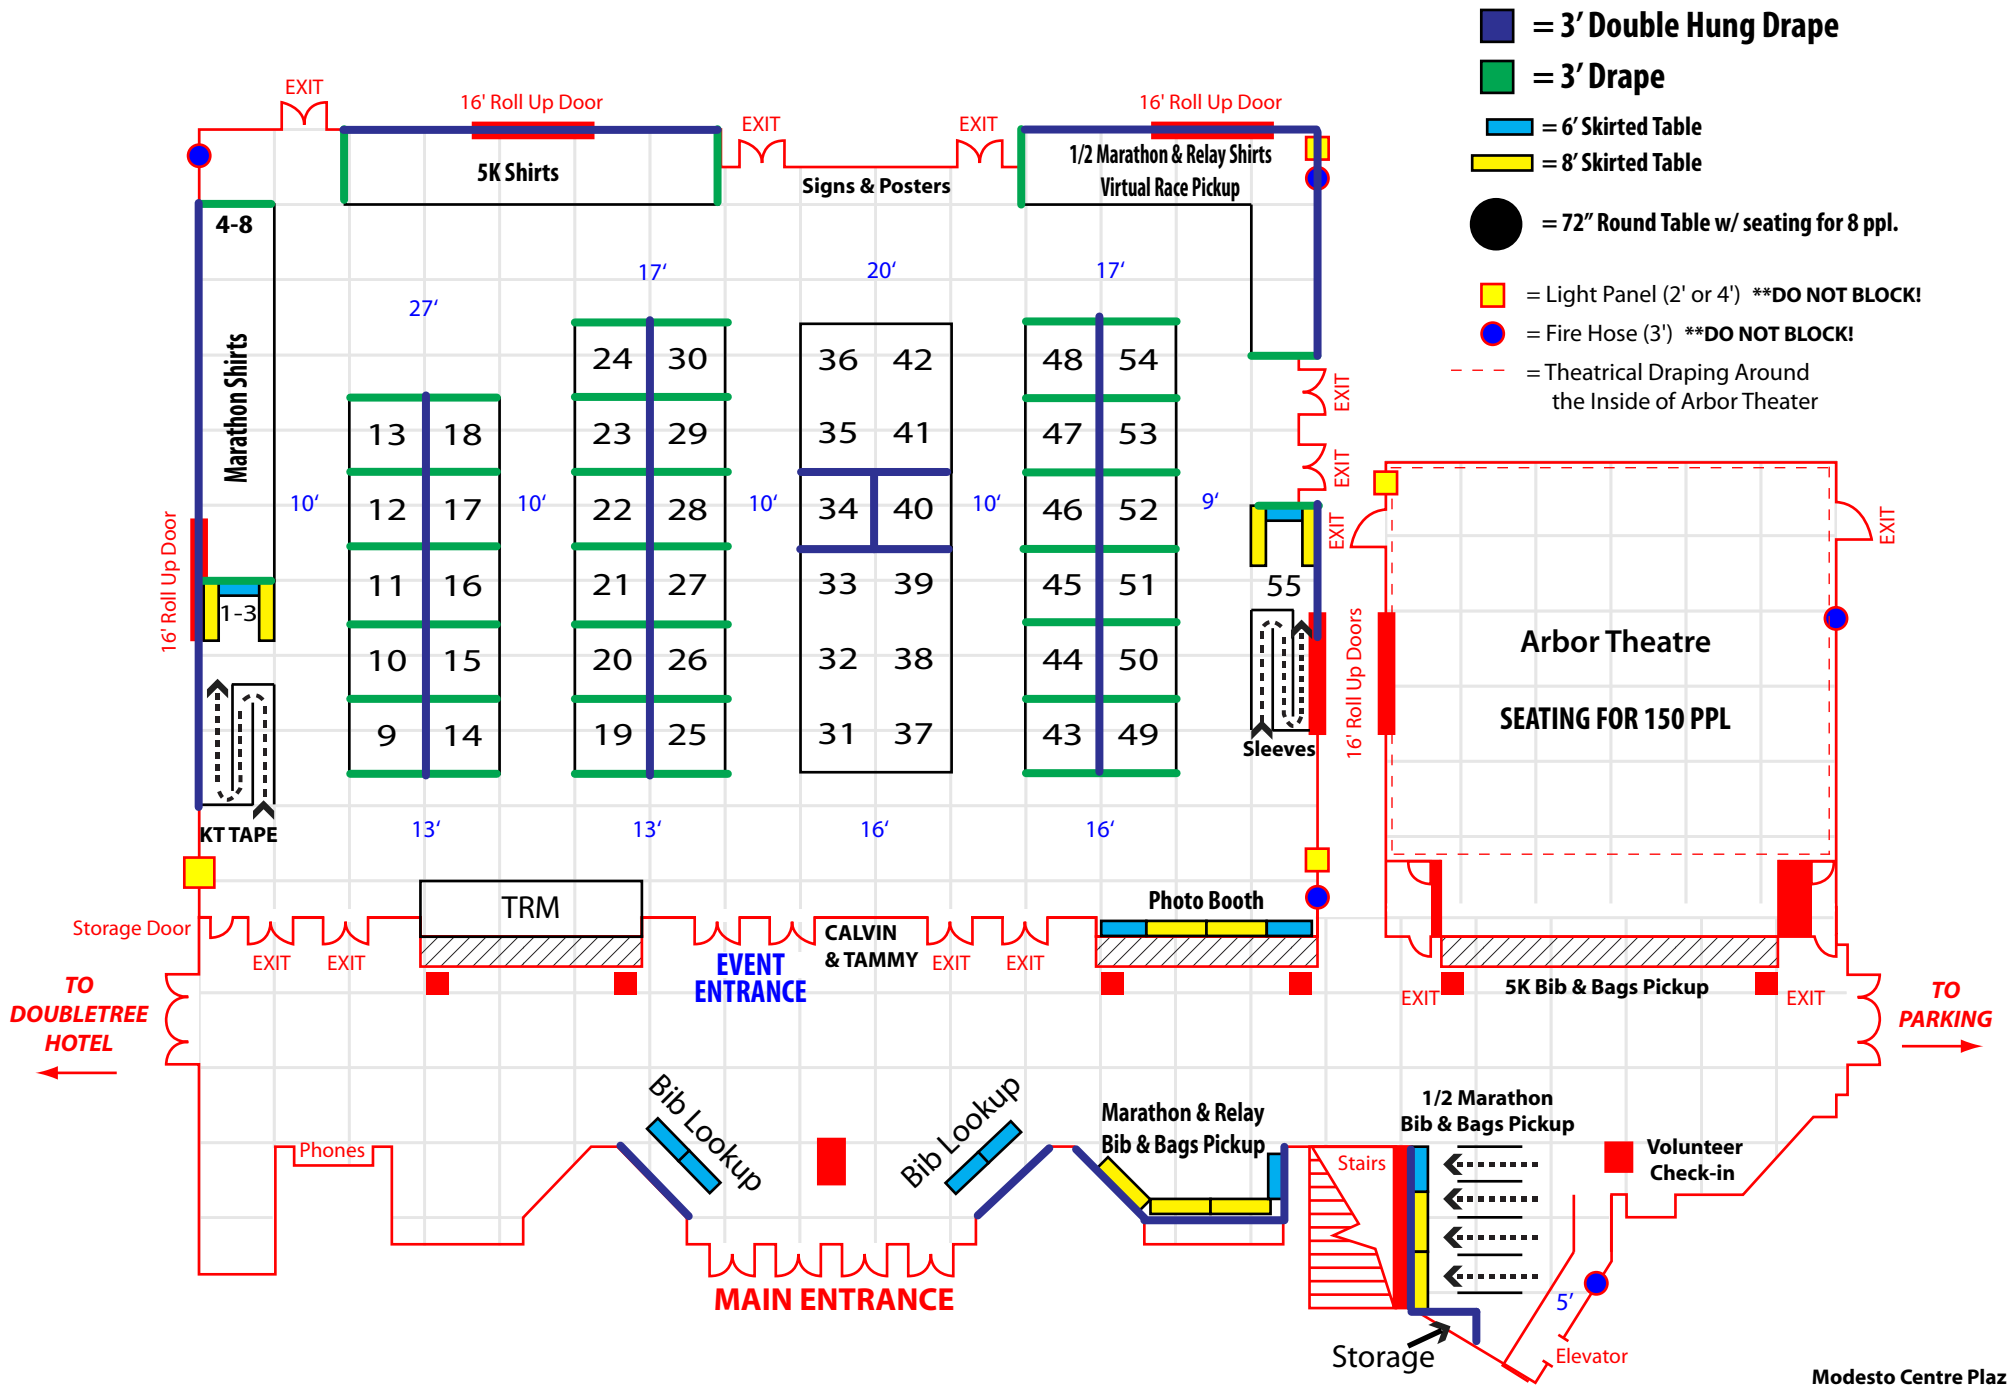 = 3' Double Hung Drape
= 3' Drape
= 6' Skirted Table
= 8' Skirted Table
= 72" Round Table w/ seating for 8 ppl.
= Light Panel (2' or 4') **DO NOT BLOCK!
= Fire Hose (3') **DO NOT BLOCK!
= Theatrical Draping Around
the Inside of Arbor Theater
EXIT
16' Roll Up Door
EXIT
EXIT
16' Roll Up Door
5K Shirts
Signs & Posters
1/2 Marathon & Relay Shirts
Virtual Race Pickup
4-8
Marathon Shirts
27'
17'
20'
17'
24 30
36 42
48 54
13 18
23 29
35 41
47 53
EXIT
EXIT
10'
12 17
10'
22 28
10'
34 40
10'
46 52
9'
EXIT
EXIT
16' Roll Up Door
1-3
11 16
21 27
33 39
45 51
55
10 15
20 26
32 38
44 50
16' Roll Up Doors
Arbor Theatre
SEATING FOR 150 PPL
9 14
19 25
31 37
43 49
Sleeves
KT TAPE
13'
13'
16'
16'
TRM
Photo Booth
Storage Door
EXIT
EXIT
EVENT
ENTRANCE
CALVIN
& TAMMY
EXIT
EXIT
EXIT
5K Bib & Bags Pickup
EXIT
TO
DOUBLETREE
HOTEL
TO
PARKING
Bib Lookup
Bib Lookup
Marathon & Relay
Bib & Bags Pickup
1/2 Marathon
Bib & Bags Pickup
Phones
Stairs
Volunteer
Check-in
MAIN ENTRANCE
5'
Storage
Elevator
Modesto Centre Plaz